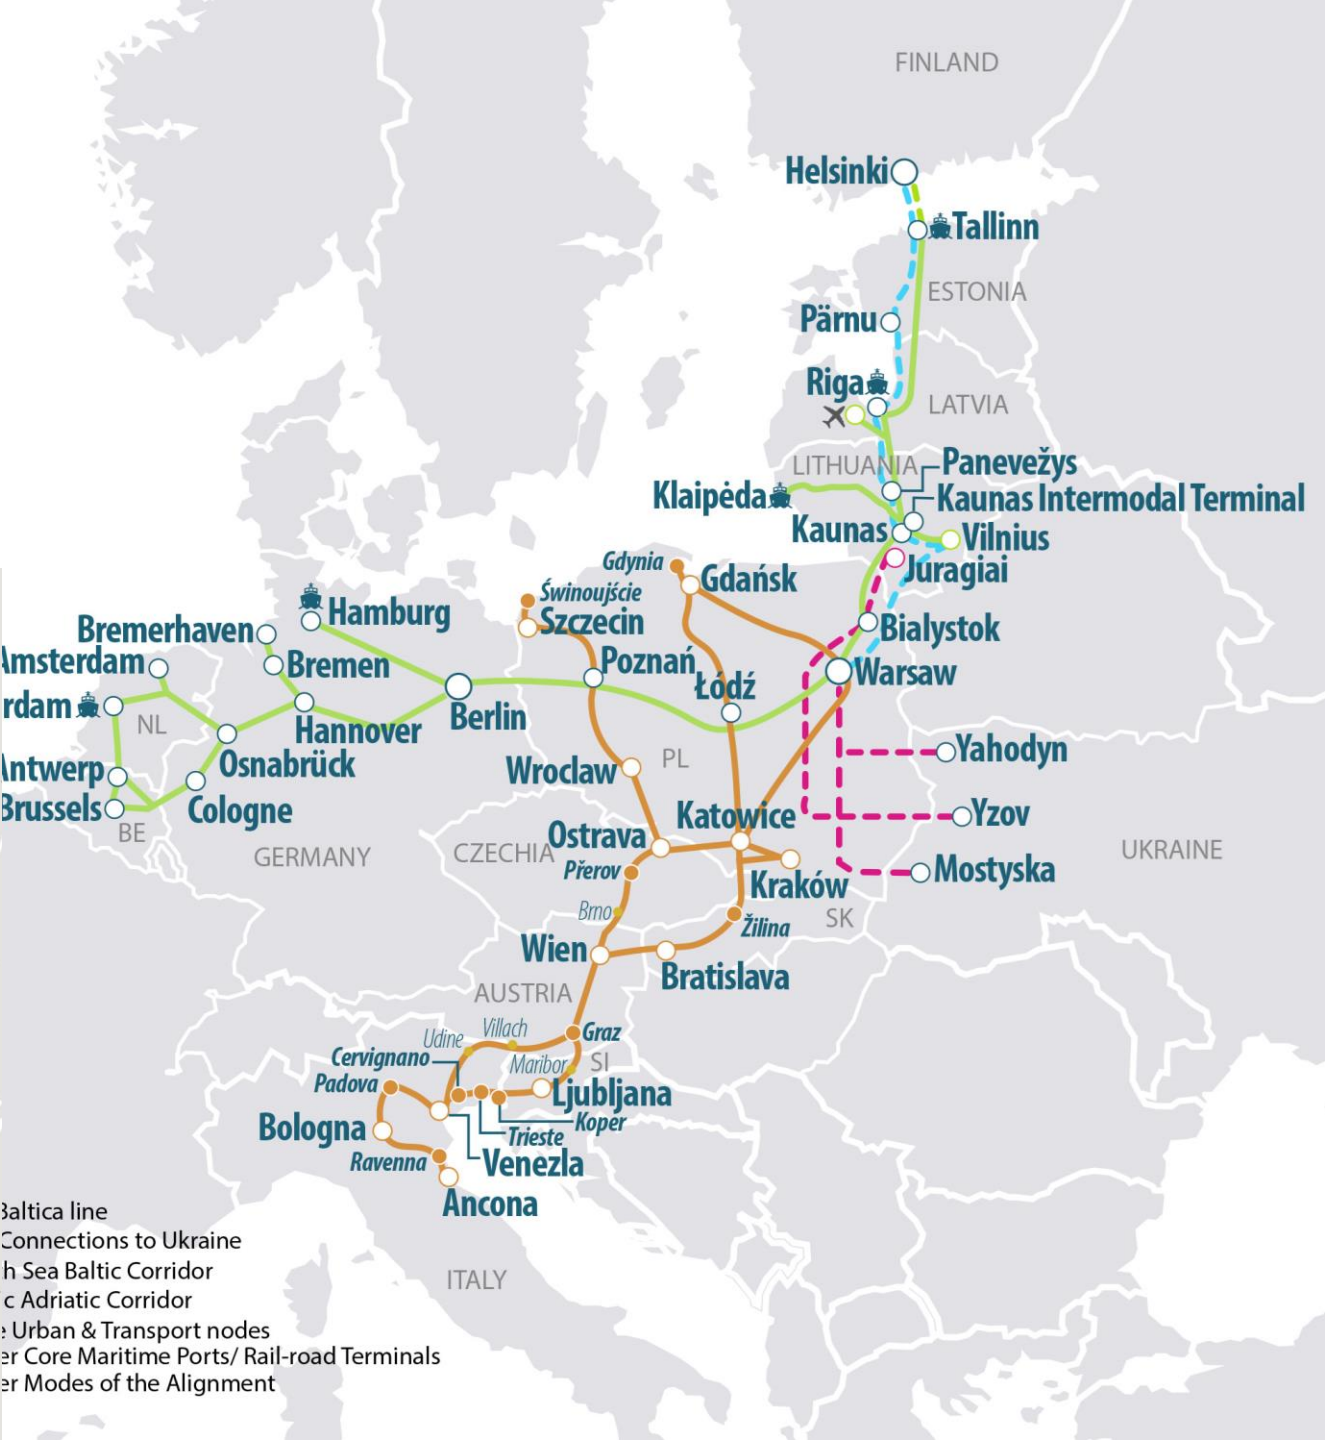 FINLAND
Helsinki
Tallinn
ESTONIA
Pärnu
Riga
LATVIA
LITHUANIA
Panevežys
Klaipėda
Kaunas Intermodal Terminal
Kaunas
Vilnius
Juragiai
Gdynia
Gdańsk
Świnoujście
Szczecin
Hamburg
Bremerhaven
Bialystok
Amsterdam
Bremen
Poznań
Warsaw
Łódź
rdam
NL
Berlin
Hannover
Yahodyn
Osnabrück
PL
Wroclaw
Antwerp
Brussels
Cologne
Katowice
Yzov
BE
Ostrava
GERMANY
CZECHIA
UKRAINE
Přerov
Kraków
Mostyska
Brno
Žilina
SK
Wien
Bratislava
AUSTRIA
Villach
Graz
Udine
Cervignano
Maribor
SI
Padova
Ljubljana
Koper
Bologna
Trieste
Ravenna
Venezla
Ancona
ITALY
Baltica line
Connections to Ukraine
h Sea Baltic Corridor
c Adriatic Corridor
e Urban & Transport nodes
er Core Maritime Ports/ Rail-road Terminals
er Modes of the Alignment